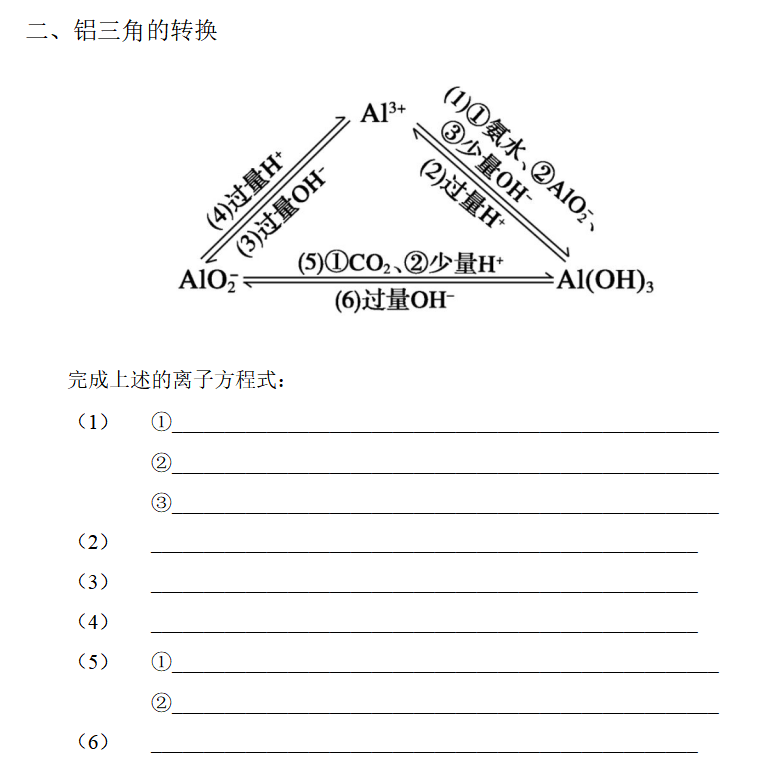 二、铝三角的转换
Al³⁺
(1)①氨水、②AlO₂⁻、
③少量OH⁻
(2)过量H⁺
(4)过量H⁺
(3)过量OH⁻
AlO₂⁻
(5)①CO₂、②少量H⁺
(6)过量OH⁻
Al(OH)₃
完成上述的离子方程式：
（1） ①
②
③
（2）
（3）
（4）
（5） ①
②
（6）